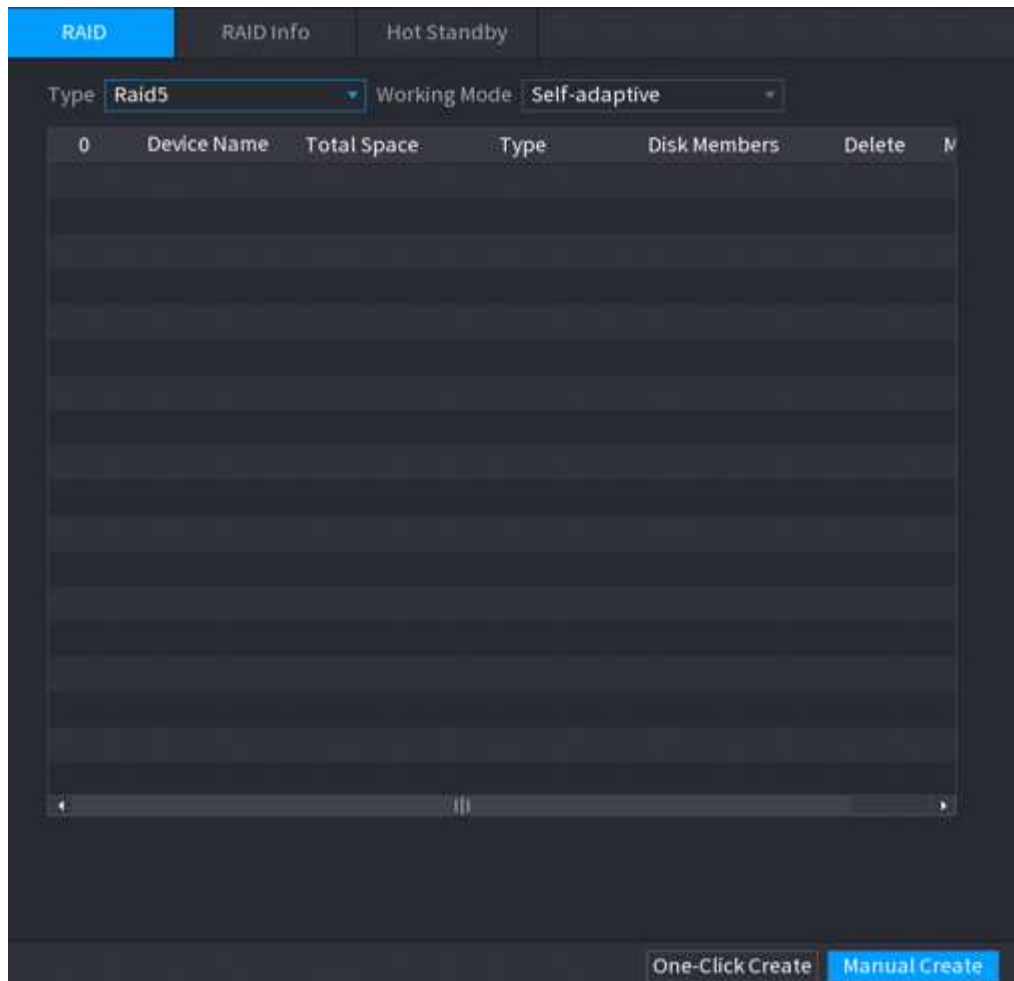 RAID RAID Info Hot Standby
Type Raid5 Working Mode Self-adaptive
0 Device Name Total Space Type Disk Members Delete M
One-Click Create Manual Create